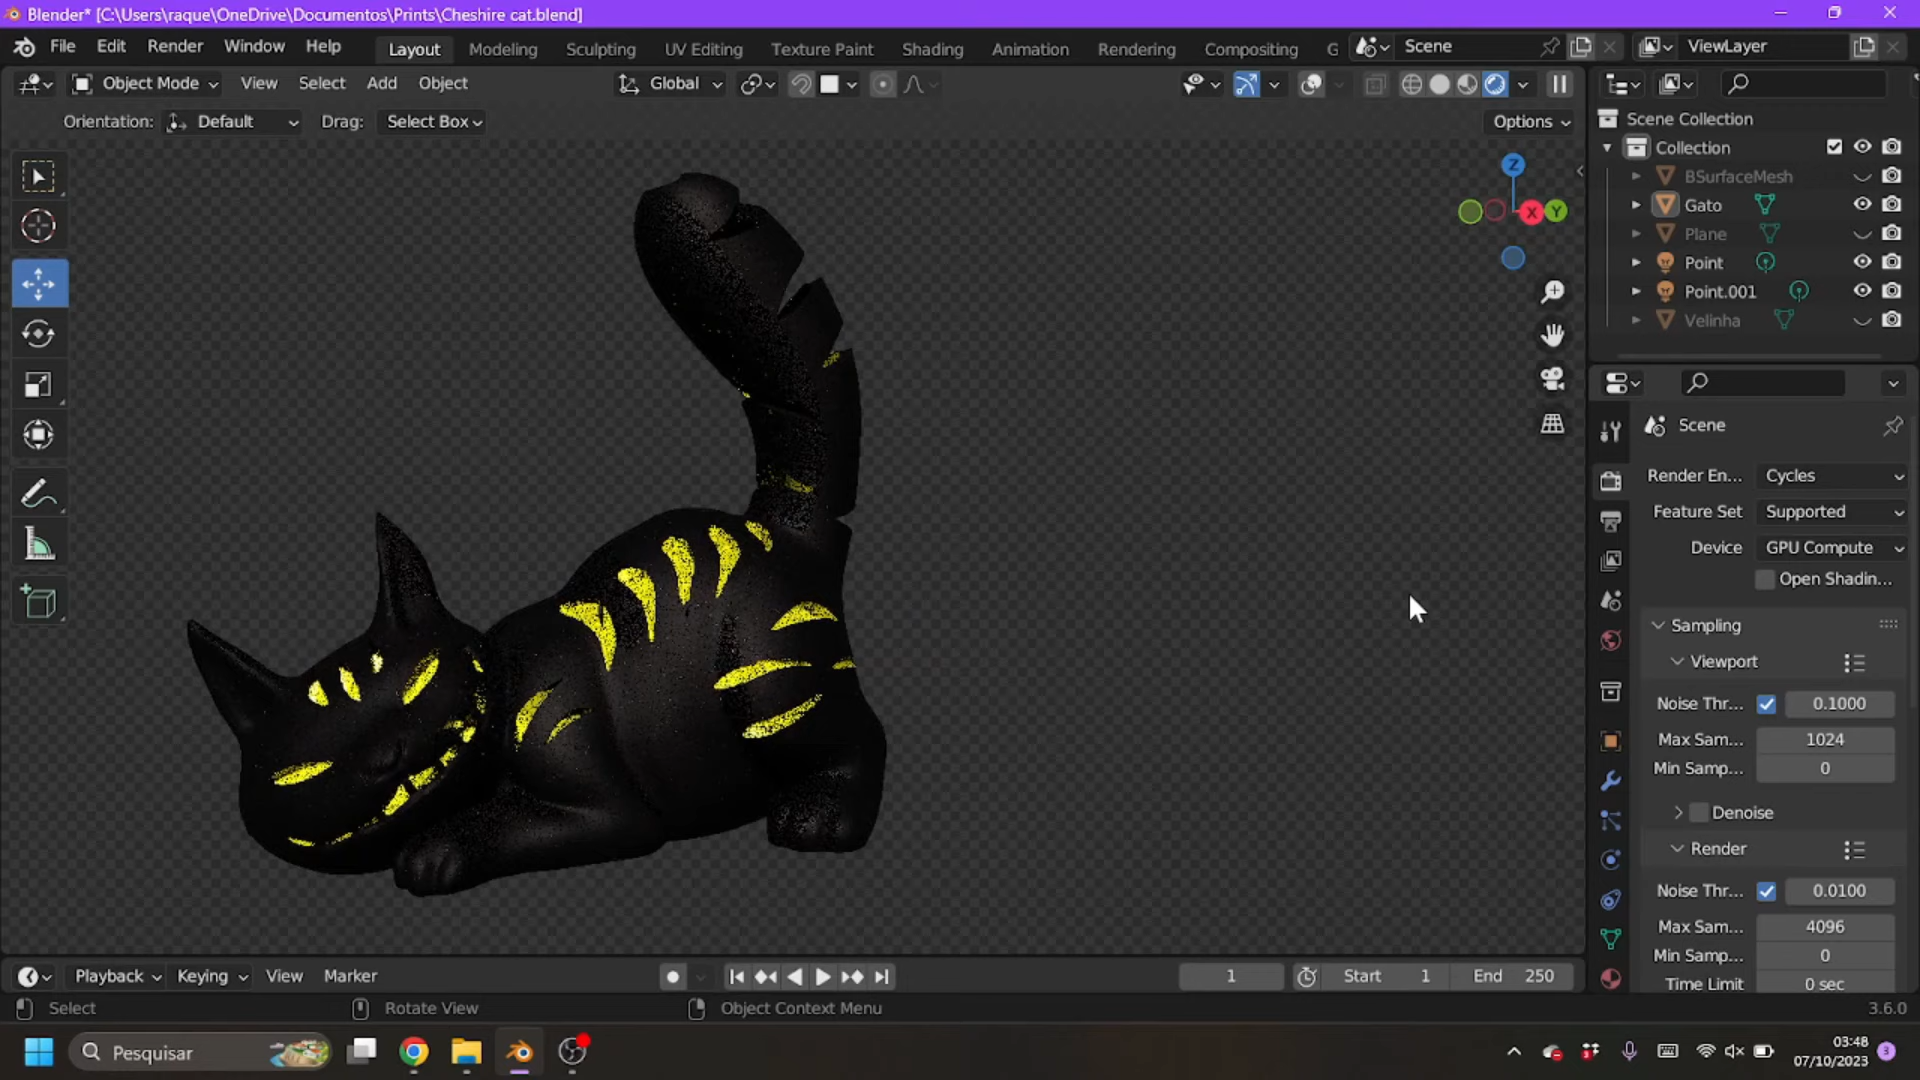 Blender* [C:\Users\raque\OneDrive\Documentos\Prints\Cheshire cat.blend]
File Edit Render Window Help Layout Modeling Sculpting UV Editing Texture Paint Shading Animation Rendering Compositing G Scene ViewLayer
Object Mode View Select Add Object Global
Orientation: Default Drag: Select Box Options
Scene Collection
Collection
BSurfaceMesh
Gato
Plane
Point
Point.001
Velinha
Z
X Y
Scene
Render En... Cycles
Feature Set Supported
Device GPU Compute
Open Shadin...
Sampling
Viewport
Noise Thr... 0.1000
Max Sam... 1024
Min Samp... 0
Denoise
Render
Noise Thr... 0.0100
Max Sam... 4096
Min Samp... 0
Time Limit 0 sec
Playback Keying View Marker 1 Start 1 End 250
Select Rotate View Object Context Menu 3.6.0
Pesquisar
03:48
07/10/2023
3